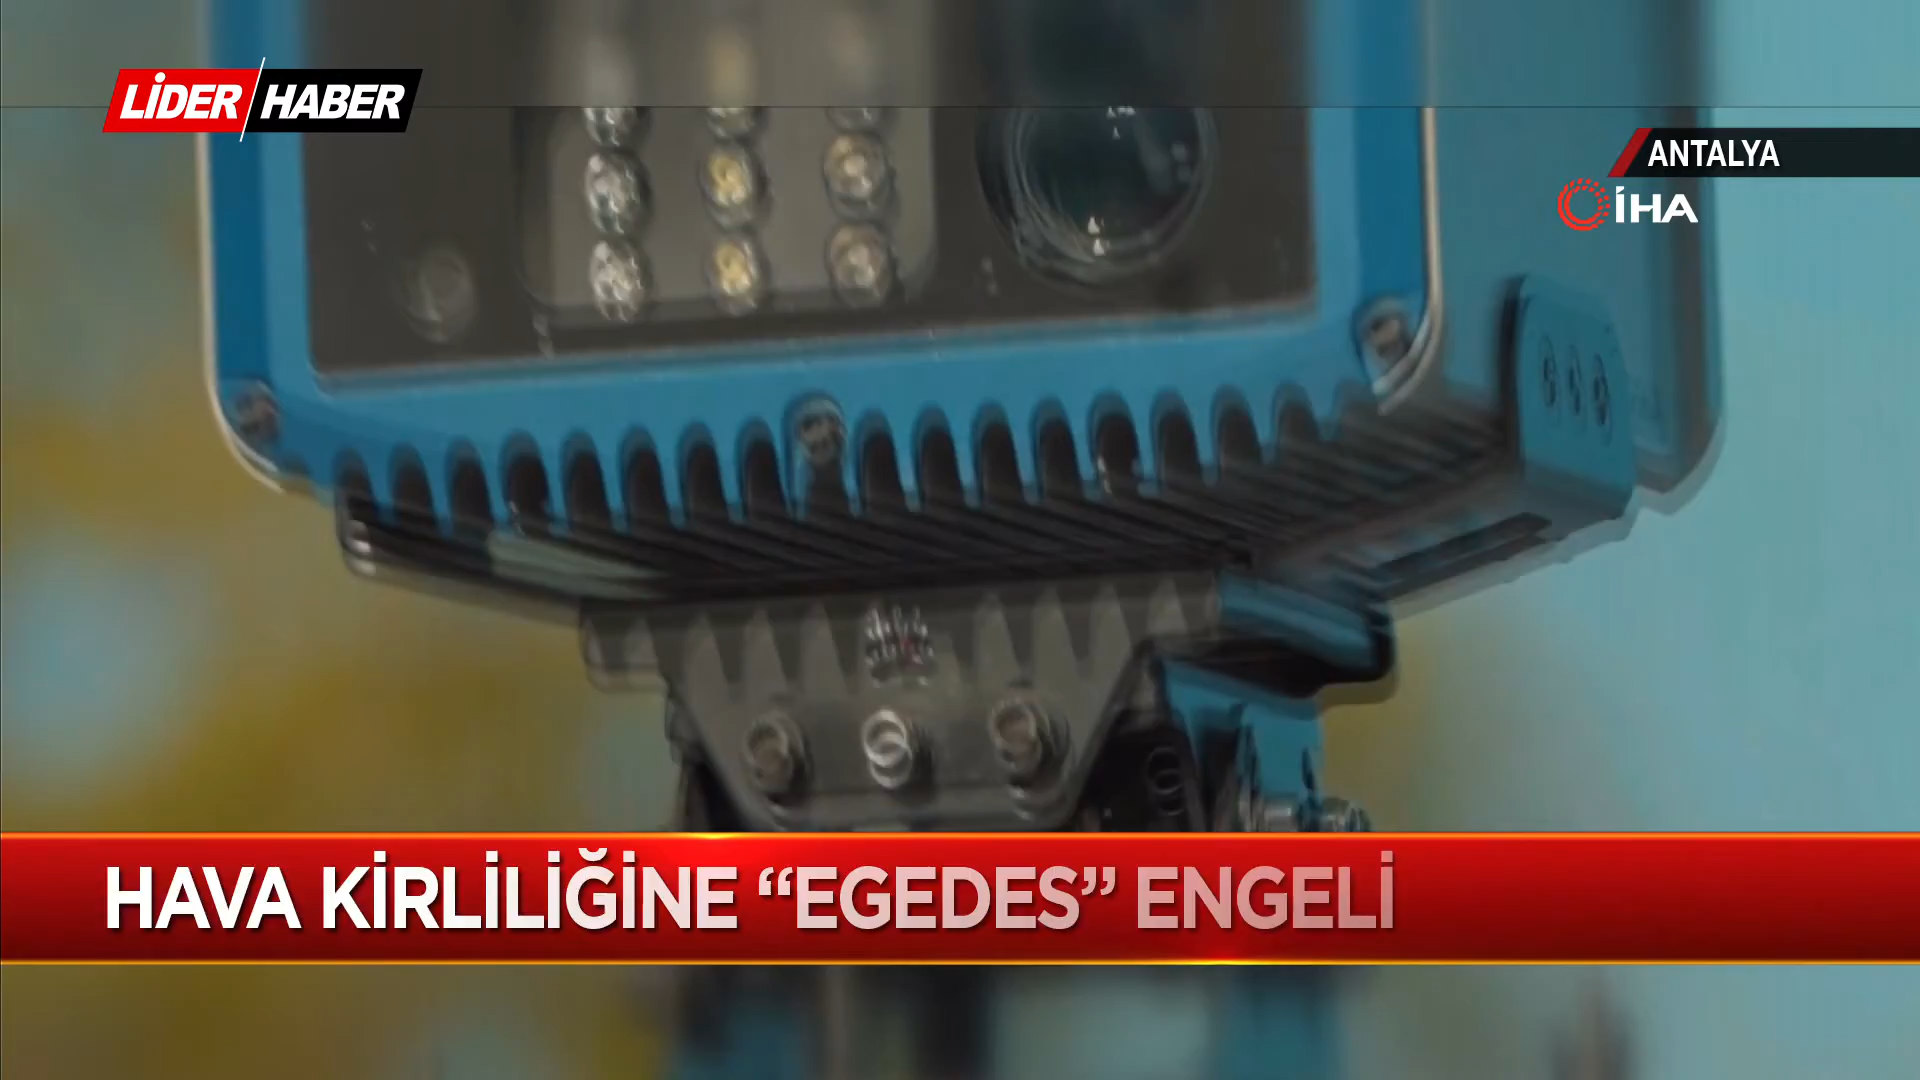 LİDER HABER
ANTALYA
İHA
HAVA KİRLİLİĞİNE “EGEDES” ENGELİ